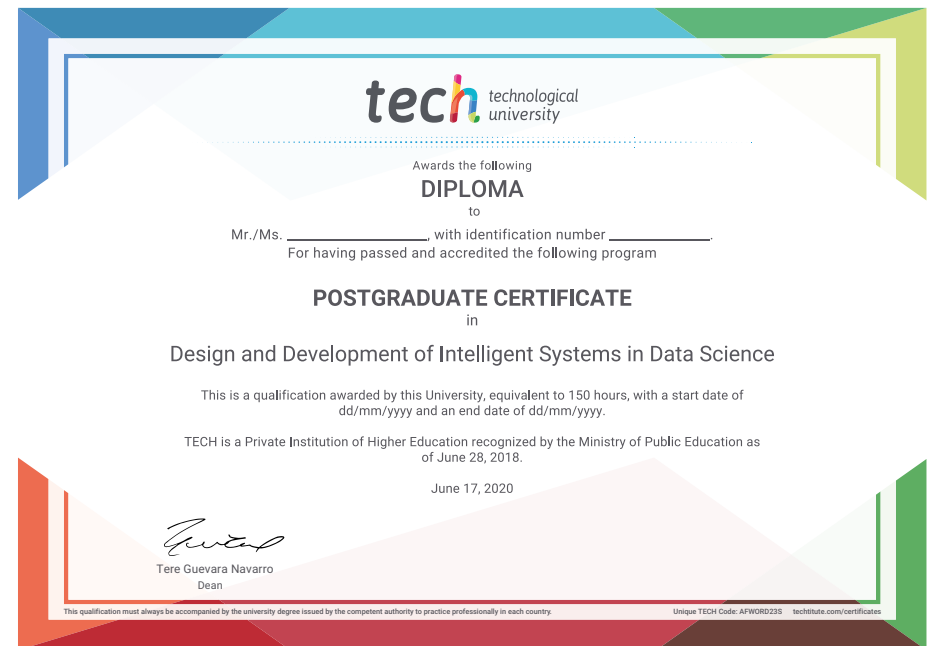 tech technological
university
Awards the following
DIPLOMA
to
Mr./Ms. ____________________, with identification number ______________.
For having passed and accredited the following program
POSTGRADUATE CERTIFICATE
in
Design and Development of Intelligent Systems in Data Science
This is a qualification awarded by this University, equivalent to 150 hours, with a start date of
dd/mm/yyyy and an end date of dd/mm/yyyy.
TECH is a Private Institution of Higher Education recognized by the Ministry of Public Education as
of June 28, 2018.
June 17, 2020
Tere Guevara Navarro
Dean
This qualification must always be accompanied by the university degree issued by the competent authority to practice professionally in each country. Unique TECH Code: AFWORD23S techtitute.com/certificates